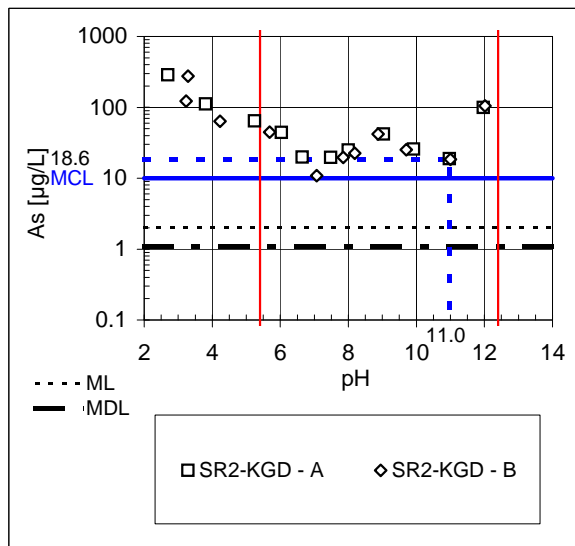 1000
100
18.6
MCL
10
1
0.1
As [µg/L]
2 4 6 8 10 12 14
11.0
pH
ML
MDL
SR2-KGD - A SR2-KGD - B